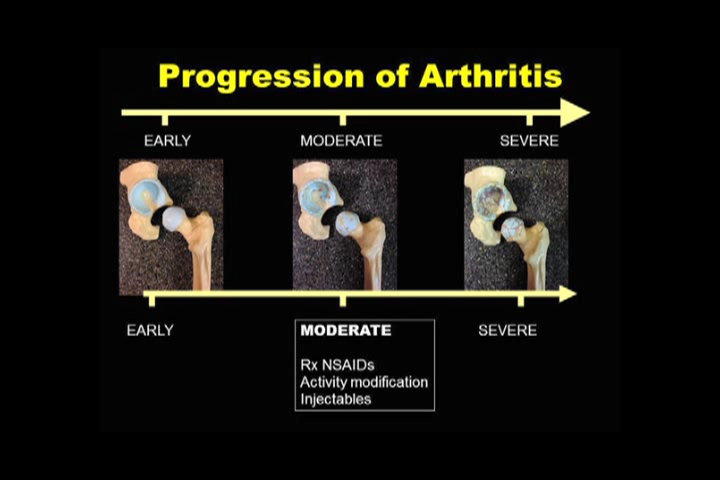 Progression of Arthritis
EARLY MODERATE SEVERE
EARLY MODERATE SEVERE
Rx NSAIDs
Activity modification
Injectables